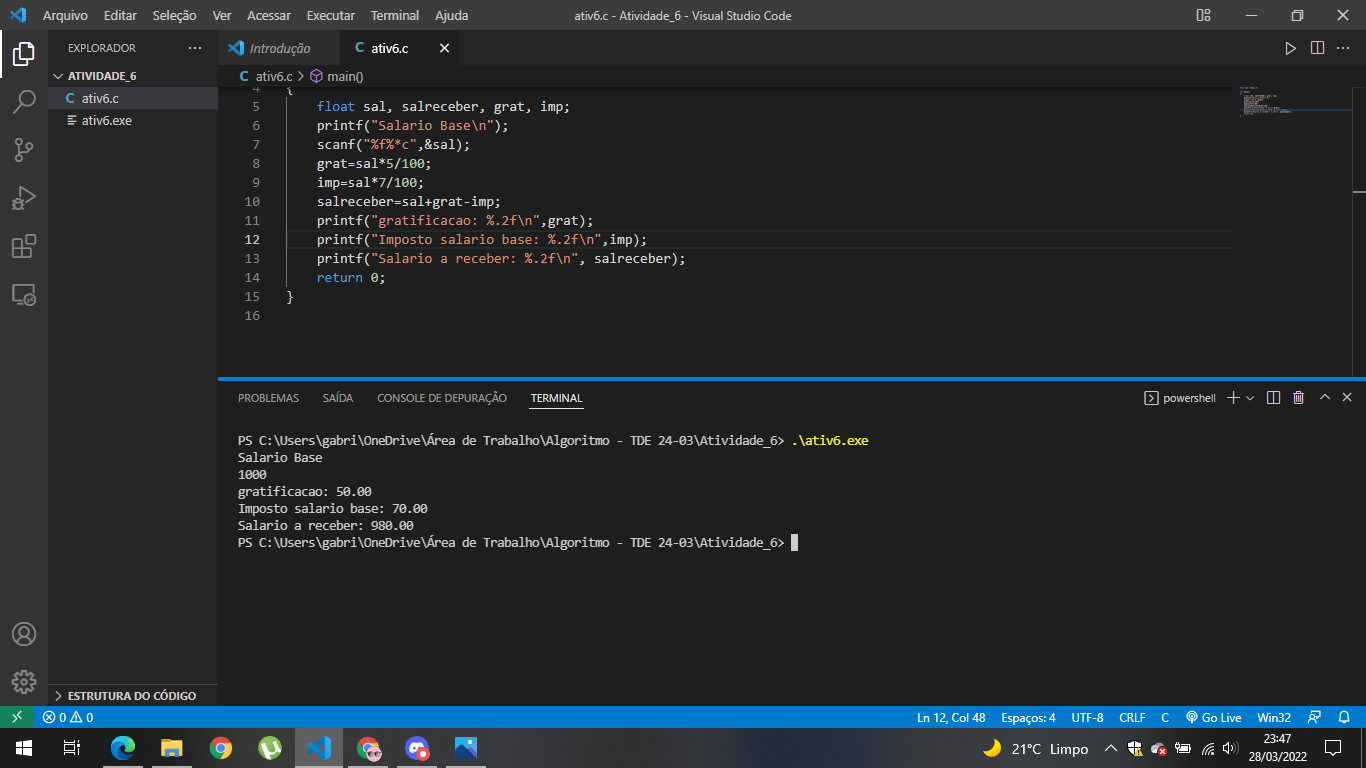 Arquivo Editar Seleção Ver Acessar Executar Terminal Ajuda ativ6.c - Atividade_6 - Visual Studio Code
EXPLORADOR ··· Introdução C ativ6.c
ATIVIDADE_6
C ativ6.c > main()
C ativ6.c
ativ6.exe
4 {
5 float sal, salreceber, grat, imp;
6 printf("Salario Base\n");
7 scanf("%f%*c",&sal);
8 grat=sal*5/100;
9 imp=sal*7/100;
10 salreceber=sal+grat-imp;
11 printf("gratificacao: %.2f\n",grat);
12 printf("Imposto salario base: %.2f\n",imp);
13 printf("Salario a receber: %.2f\n", salreceber);
14 return 0;
15 }
16
PROBLEMAS SAÍDA CONSOLE DE DEPURAÇÃO TERMINAL powershell
PS C:\Users\gabri\OneDrive\Área de Trabalho\Algoritmo - TDE 24-03\Atividade_6> .\ativ6.exe
Salario Base
1000
gratificacao: 50.00
Imposto salario base: 70.00
Salario a receber: 980.00
PS C:\Users\gabri\OneDrive\Área de Trabalho\Algoritmo - TDE 24-03\Atividade_6>
ESTRUTURA DO CÓDIGO
0 0 Ln 12, Col 48 Espaços: 4 UTF-8 CRLF C Go Live Win32
21°C Limpo 23:47
28/03/2022